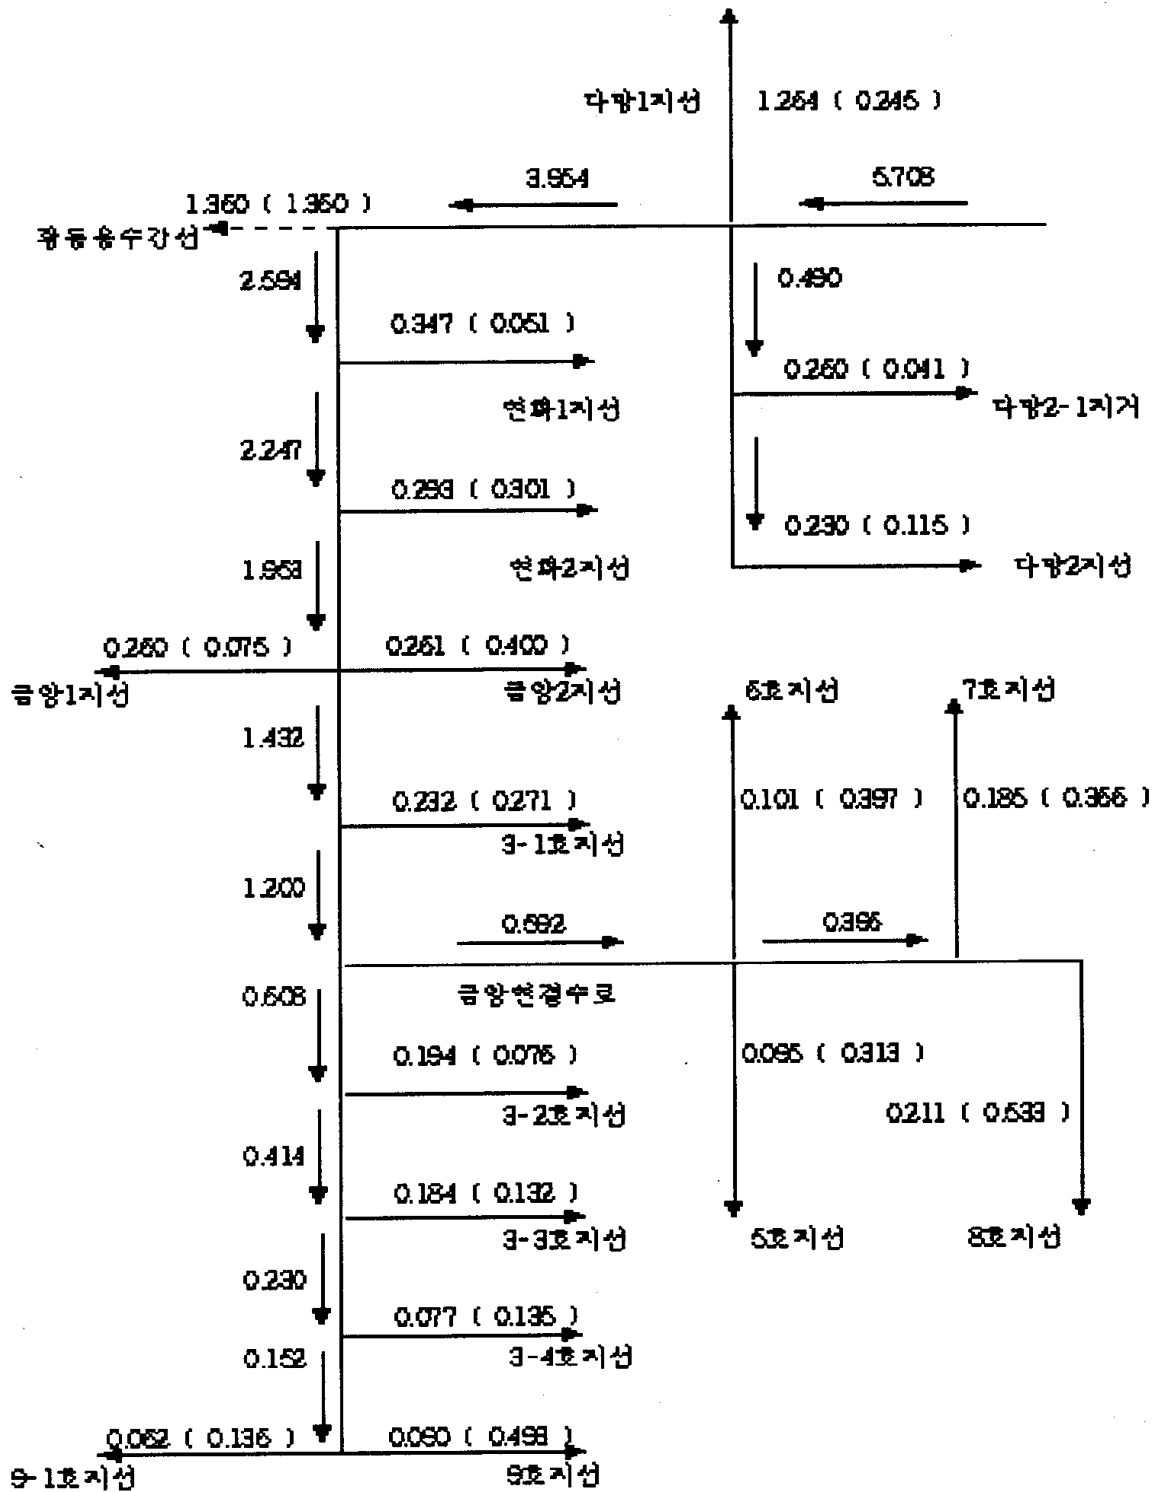 다망1지선 1.264 ( 0.245 )
3.954
5.708
1.360 ( 1.360 )
광동용수간선
2.594
0.490
0.347 ( 0.051 )
연화1지선
0.260 ( 0.041 )
다망2-1지거
2.247
0.293 ( 0.301 )
연화2지선
0.230 ( 0.115 )
다망2지선
1.953
0.260 ( 0.075 )
금양1지선
0.261 ( 0.400 )
금양2지선
6호지선
7호지선
1.432
0.232 ( 0.271 )
3-1호지선
0.101 ( 0.397 )
0.185 ( 0.366 )
1.200
0.592
0.396
금양연결수로
0.608
0.194 ( 0.076 )
3-2호지선
0.095 ( 0.313 )
0.211 ( 0.533 )
0.414
0.184 ( 0.132 )
3-3호지선
5호지선
8호지선
0.230
0.077 ( 0.135 )
3-4호지선
0.152
0.062 ( 0.136 )
9-1호지선
0.090 ( 0.493 )
9호지선